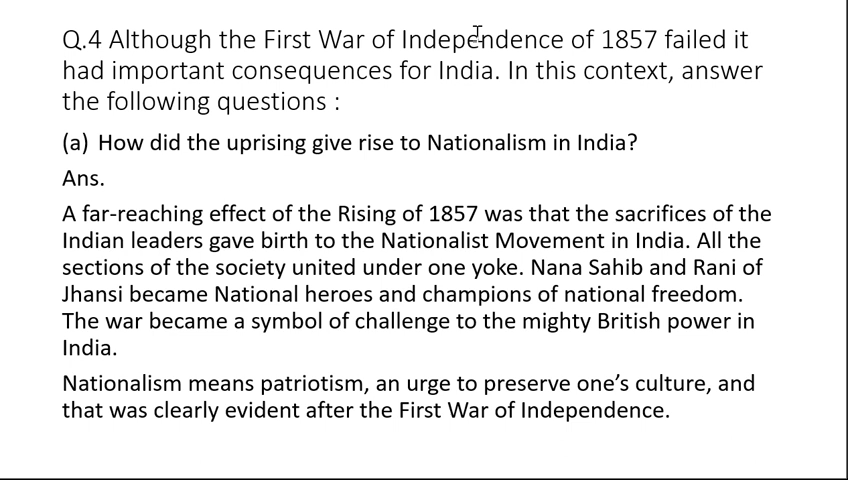 Q.4 Although the First War of Independence of 1857 failed it
had important consequences for India. In this context, answer
the following questions :
(a) How did the uprising give rise to Nationalism in India?
Ans.
A far-reaching effect of the Rising of 1857 was that the sacrifices of the
Indian leaders gave birth to the Nationalist Movement in India. All the
sections of the society united under one yoke. Nana Sahib and Rani of
Jhansi became National heroes and champions of national freedom.
The war became a symbol of challenge to the mighty British power in
India.
Nationalism means patriotism, an urge to preserve one’s culture, and
that was clearly evident after the First War of Independence.